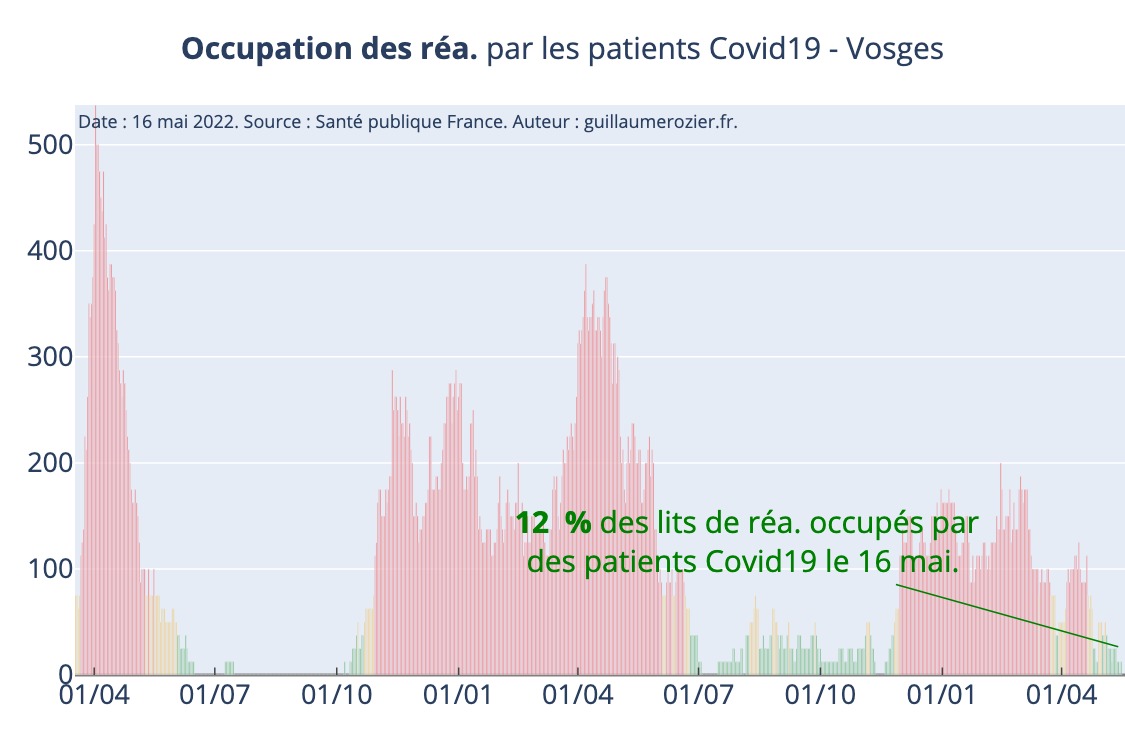 Occupation des réa. par les patients Covid19 - Vosges
Date : 16 mai 2022. Source : Santé publique France. Auteur : guillaumerozier.fr.
500
400
300
200
12 % des lits de réa. occupés par
des patients Covid19 le 16 mai.
100
0
01/04 01/07 01/10 01/01 01/04 01/07 01/10 01/01 01/04